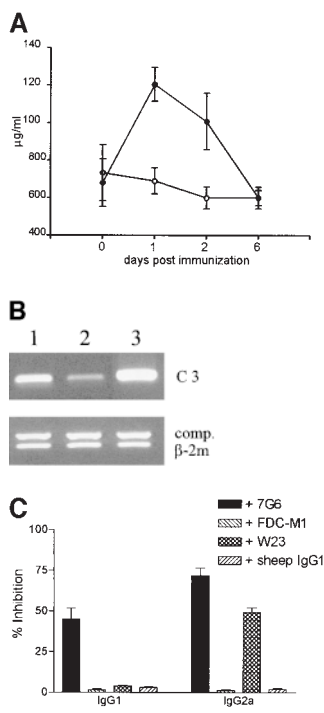 A
140
120
100
800
600
400
µg/ml
0 1 2 6
days post immunization
B
1 2 3
C 3
comp.
β-2m
C
+ 7G6
+ FDC-M1
+ W23
+ sheep IgG1
100
75
50
25
0
% Inhibition
IgG1 IgG2a